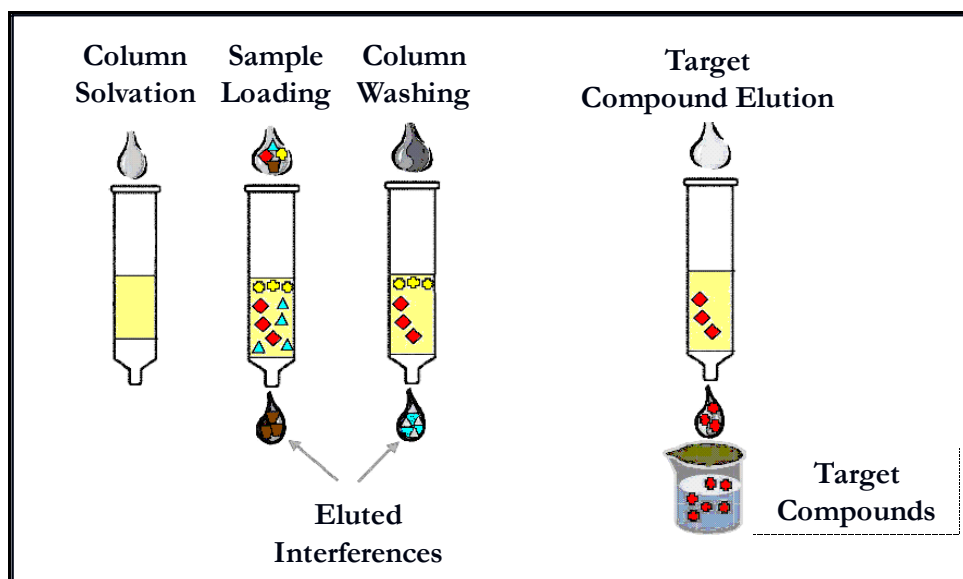 Column
Solvation
Sample
Loading
Column
Washing
Target
Compound Elution
Eluted
Interferences
Target
Compounds